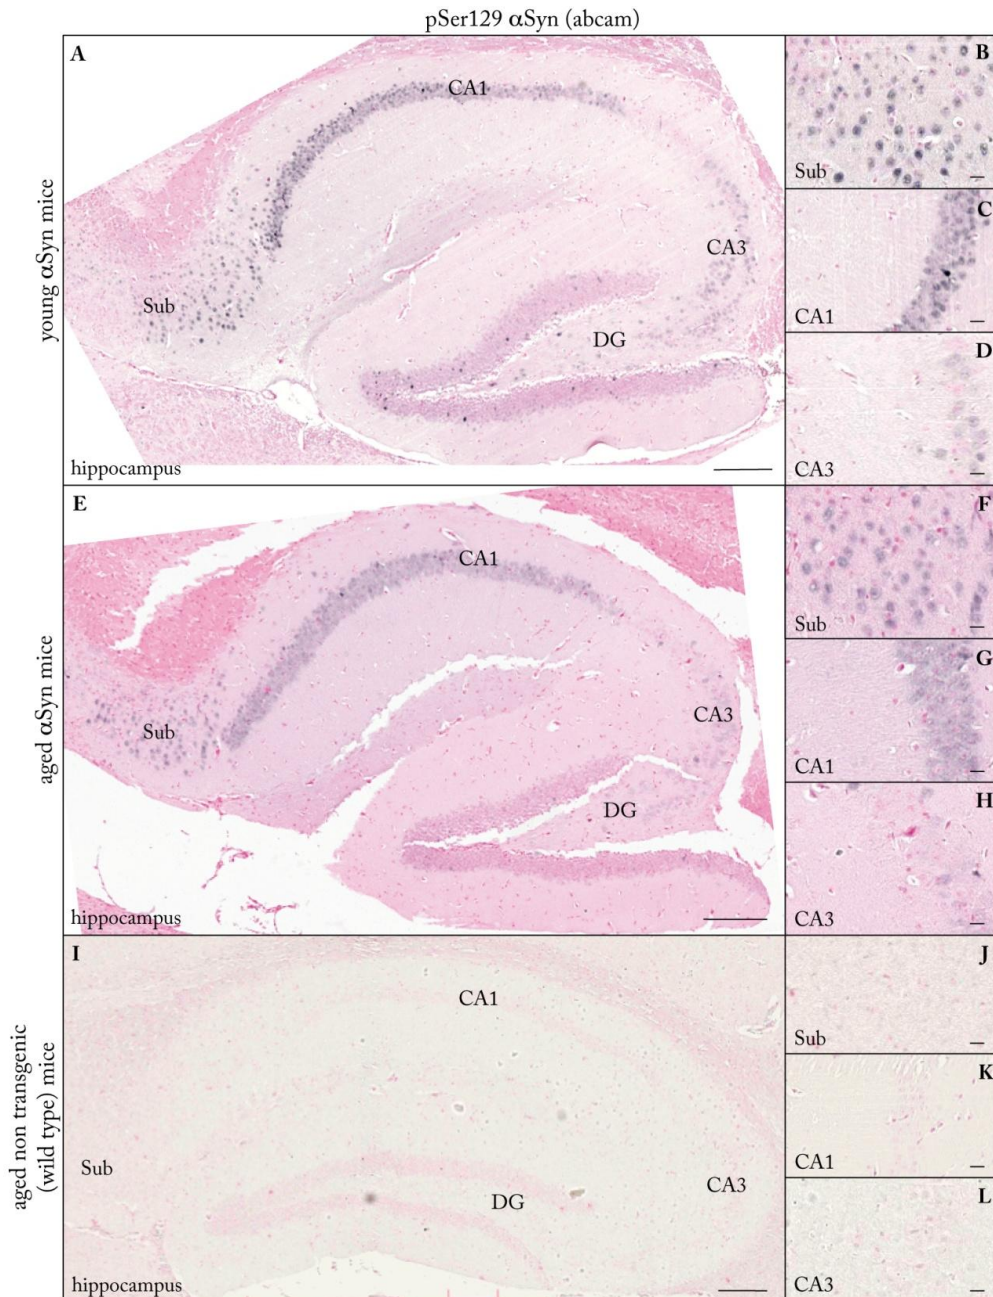 pSer129 αSyn (abcam)
young αSyn mice
A
CA1
CA3
Sub
DG
hippocampus
B
Sub
C
CA1
D
CA3
aged αSyn mice
E
CA1
Sub
CA3
DG
hippocampus
F
Sub
G
CA1
H
CA3
aged non transgenic
(wild type) mice
I
CA1
Sub
CA3
DG
hippocampus
J
Sub
K
CA1
L
CA3